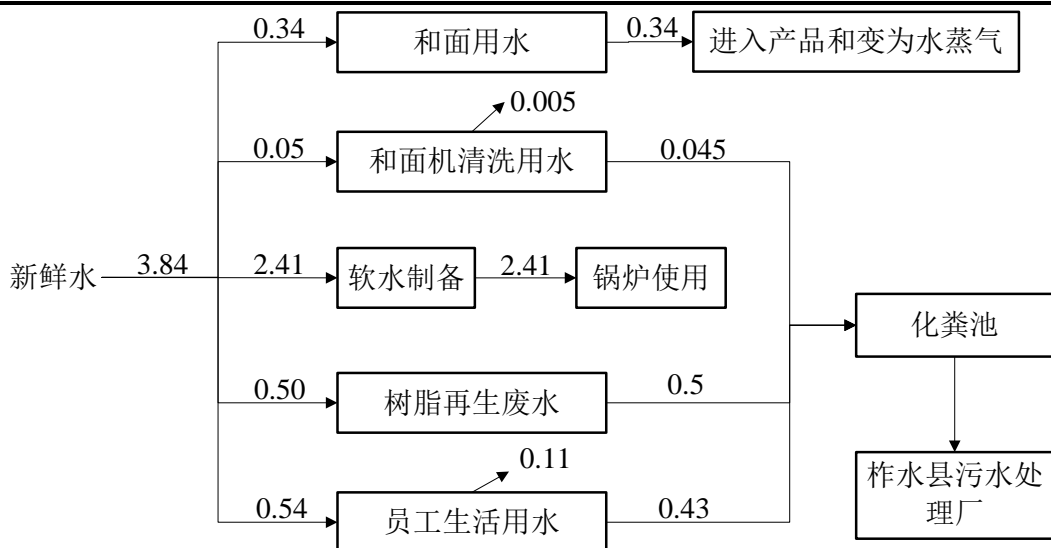 0.34
和面用水
0.34
进入产品和变为水蒸气
0.005
0.05
和面机清洗用水
0.045
新鲜水
3.84
2.41
软水制备
2.41
锅炉使用
化粪池
0.50
树脂再生废水
0.5
0.11
柞水县污水处
理厂
0.54
员工生活用水
0.43